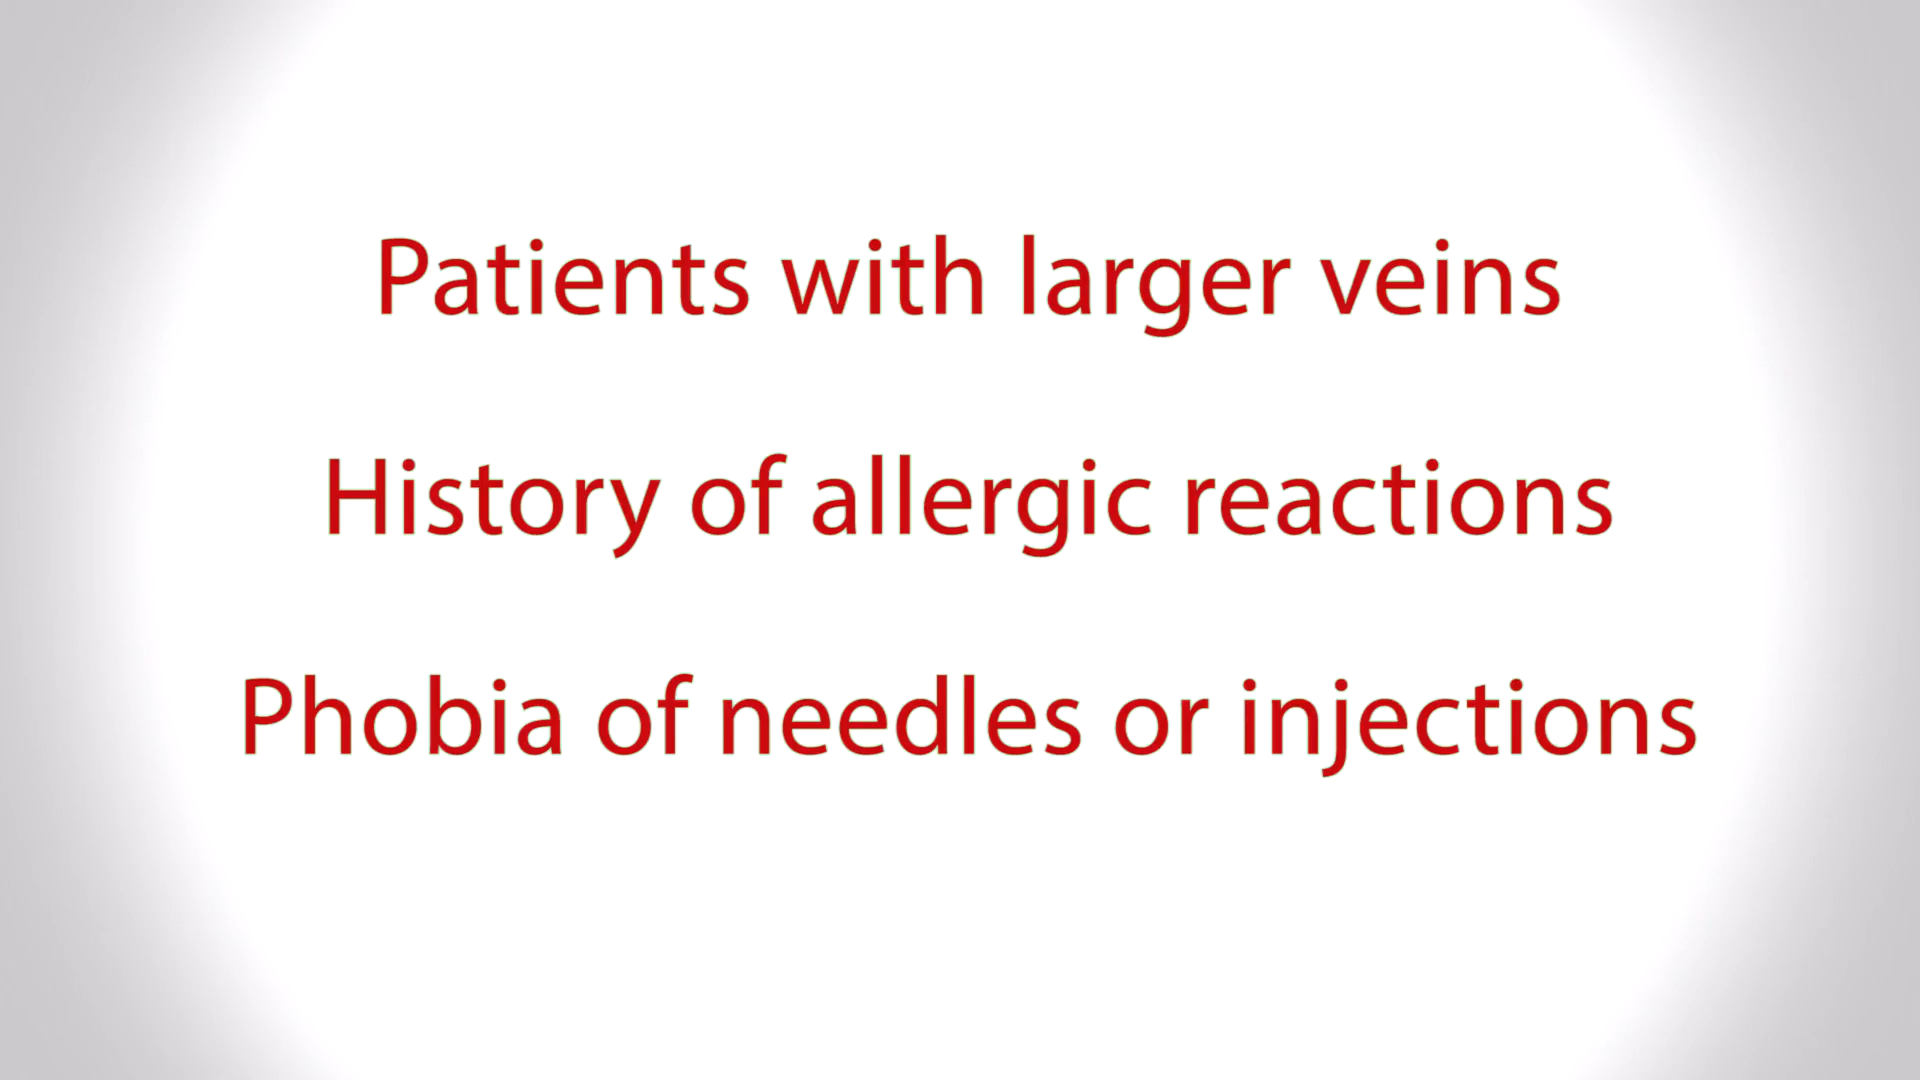 Patients with larger veins
History of allergic reactions
Phobia of needles or injections